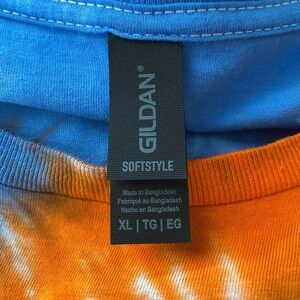 GILDAN®
SOFTSTYLE
Made in Bangladesh
Fabriqué au Bangladesh
Hecho en Bangladesh
XL | TG | EG